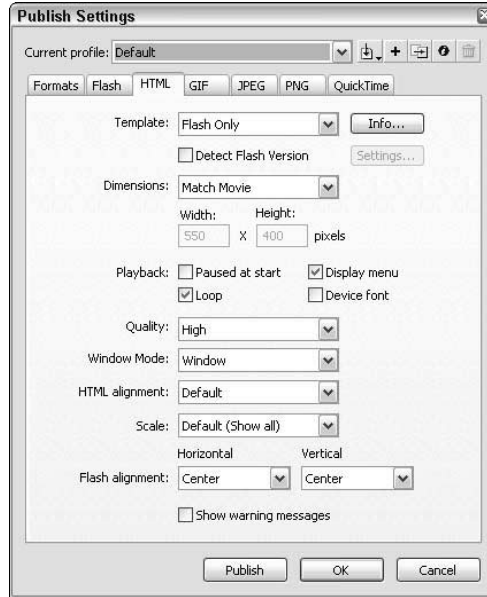 Publish Settings
Current profile: Default
Formats Flash HTML GIF JPEG PNG QuickTime
Template: Flash Only Info...
Detect Flash Version Settings...
Dimensions: Match Movie
Width: Height:
550 X 400 pixels
Playback: Paused at start Display menu
Loop Device font
Quality: High
Window Mode: Window
HTML alignment: Default
Scale: Default (Show all)
Horizontal Vertical
Flash alignment: Center Center
Show warning messages
Publish OK Cancel